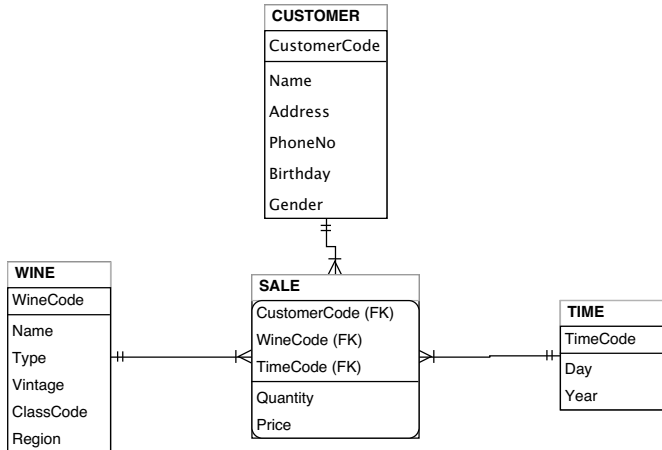 CUSTOMER
CustomerCode
Name
Address
PhoneNo
Birthday
Gender
WINE
WineCode
Name
Type
Vintage
ClassCode
Region
SALE
CustomerCode (FK)
WineCode (FK)
TimeCode (FK)
Quantity
Price
TIME
TimeCode
Day
Year